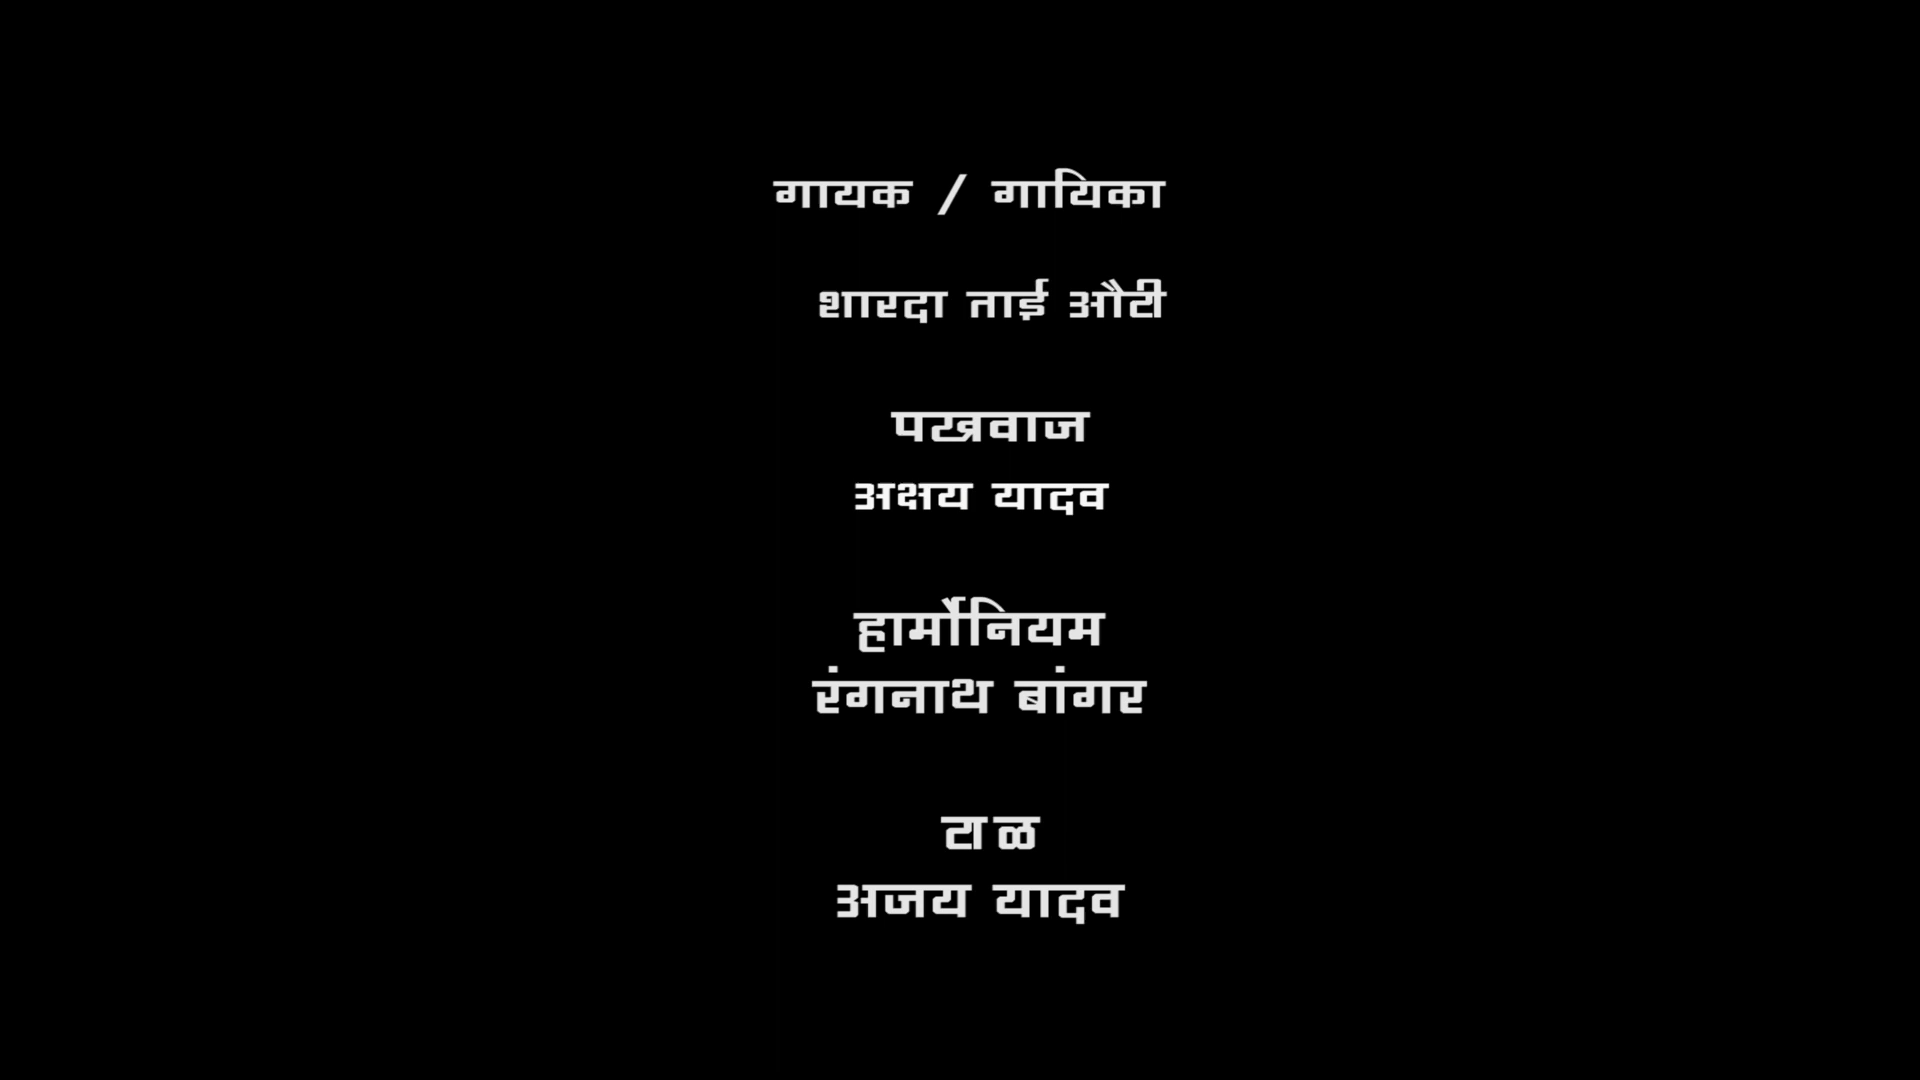 गायक / गायिका
शारदा ताई औटी
पखवाज
अक्षय यादव
हार्मोनियम
रंगनाथ बांगर
टाळ
अजय यादव